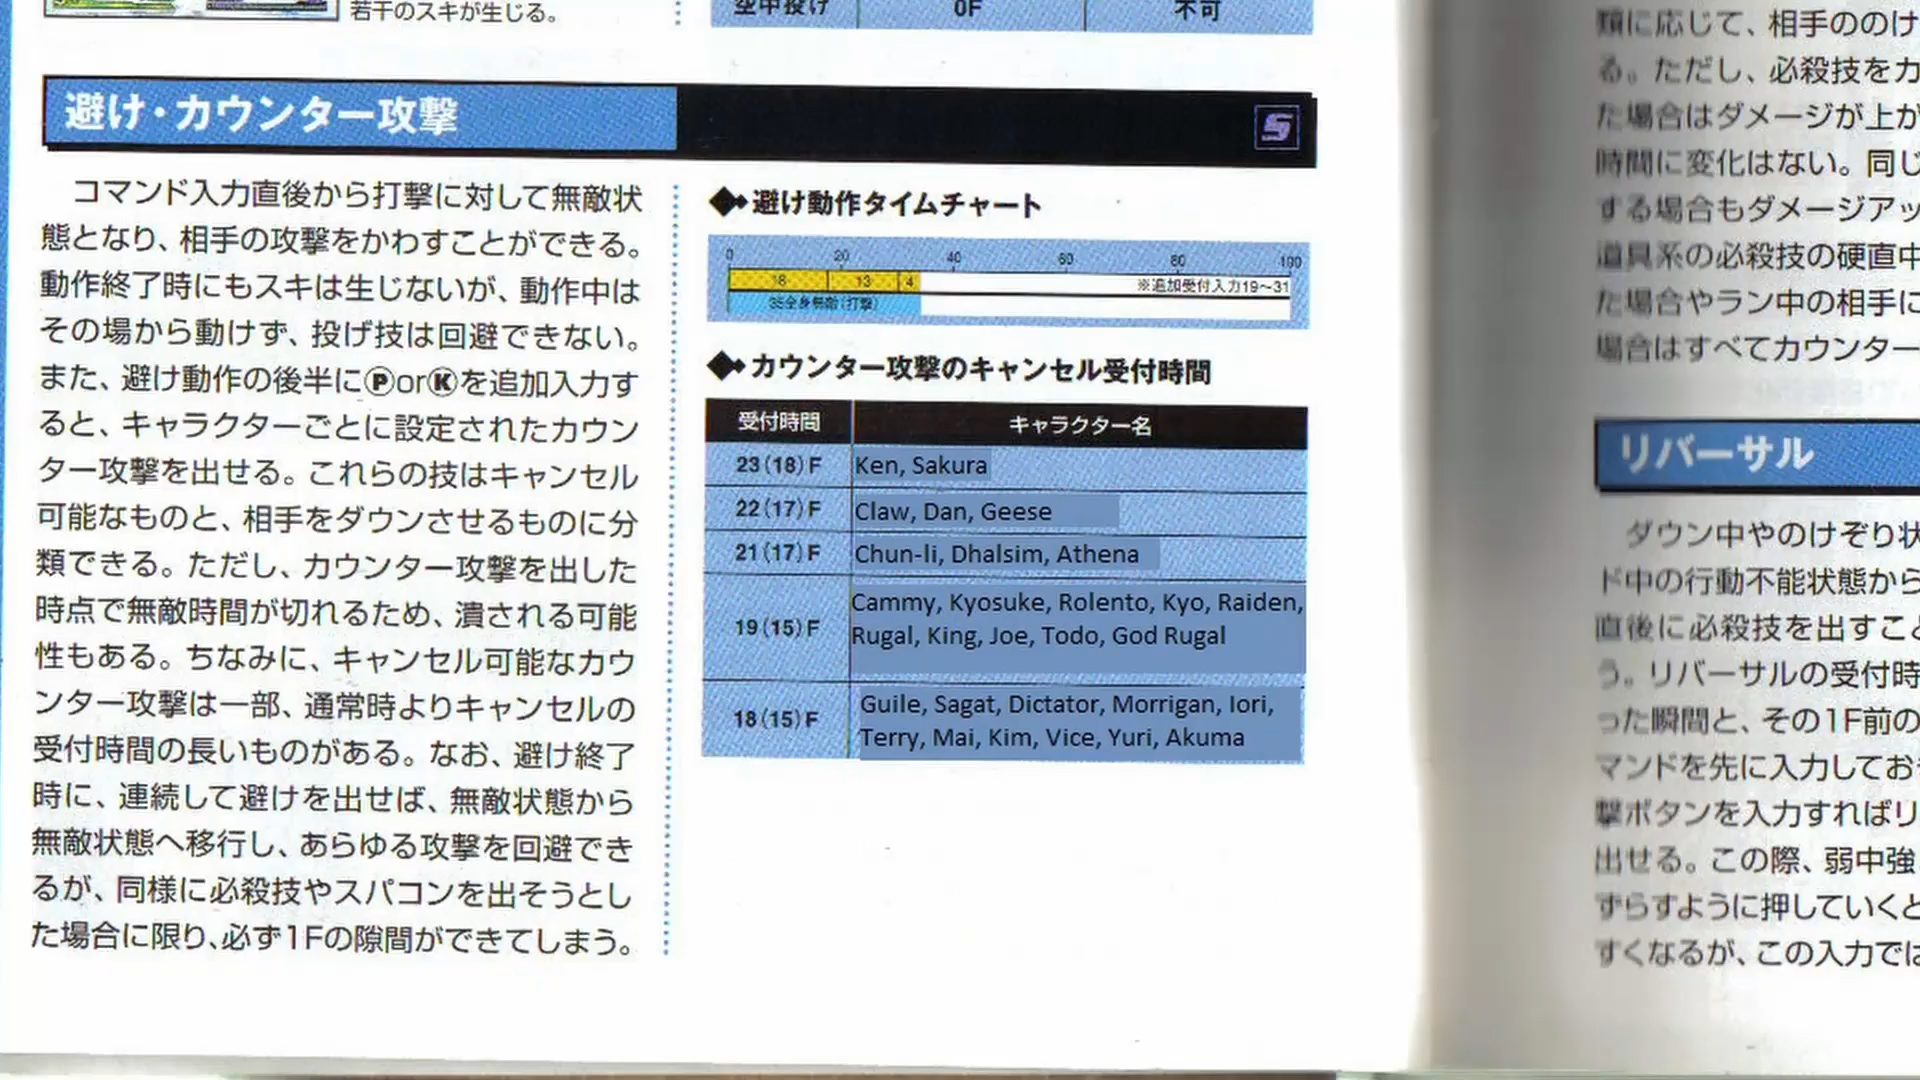 若干のスキが生じる。
空中投げ 0F 不可
避け・カウンター攻撃
コマンド入力直後から打撃に対して無敵状
態となり、相手の攻撃をかわすことができる。
動作終了時にもスキは生じないが、動作中は
その場から動けず、投げ技は回避できない。
また、避け動作の後半にⓅorⓀを追加入力す
ると、キャラクターごとに設定されたカウン
ター攻撃を出せる。これらの技はキャンセル
可能なものと、相手をダウンさせるものに分
類できる。ただし、カウンター攻撃を出した
時点で無敵時間が切れるため、潰される可能
性もある。ちなみに、キャンセル可能なカウ
ンター攻撃は一部、通常時よりキャンセルの
受付時間の長いものがある。なお、避け終了
時に、連続して避けを出せば、無敵状態から
無敵状態へ移行し、あらゆる攻撃を回避でき
るが、同様に必殺技やスパコンを出そうとし
た場合に限り、必ず1Fの隙間ができてしまう。
S
避け動作タイムチャート
0 20 40 60 80 100
18 13 4 ※追加受付入力19～31
35全身無敵(打撃)
カウンター攻撃のキャンセル受付時間
受付時間 キャラクター名
23(18)F Ken, Sakura
22(17)F Claw, Dan, Geese
21(17)F Chun-li, Dhalsim, Athena
19(15)F Cammy, Kyosuke, Rolento, Kyo, Raiden,
Rugal, King, Joe, Todo, God Rugal
18(15)F Guile, Sagat, Dictator, Morrigan, Iori,
Terry, Mai, Kim, Vice, Yuri, Akuma
類に応じて、相手ののけ
る。ただし、必殺技をカ
た場合はダメージが上が
時間に変化はない。同じ
する場合もダメージアッ
道具系の必殺技の硬直中
た場合やラン中の相手に
場合はすべてカウンター
リバーサル
ダウン中やのけぞり状
ド中の行動不能状態から
直後に必殺技を出すこと
う。リバーサルの受付時
った瞬間と、その1F前の
マンドを先に入力してお
撃ボタンを入力すればリ
出せる。この際、弱中強
ずらすように押していくと
すくなるが、この入力では